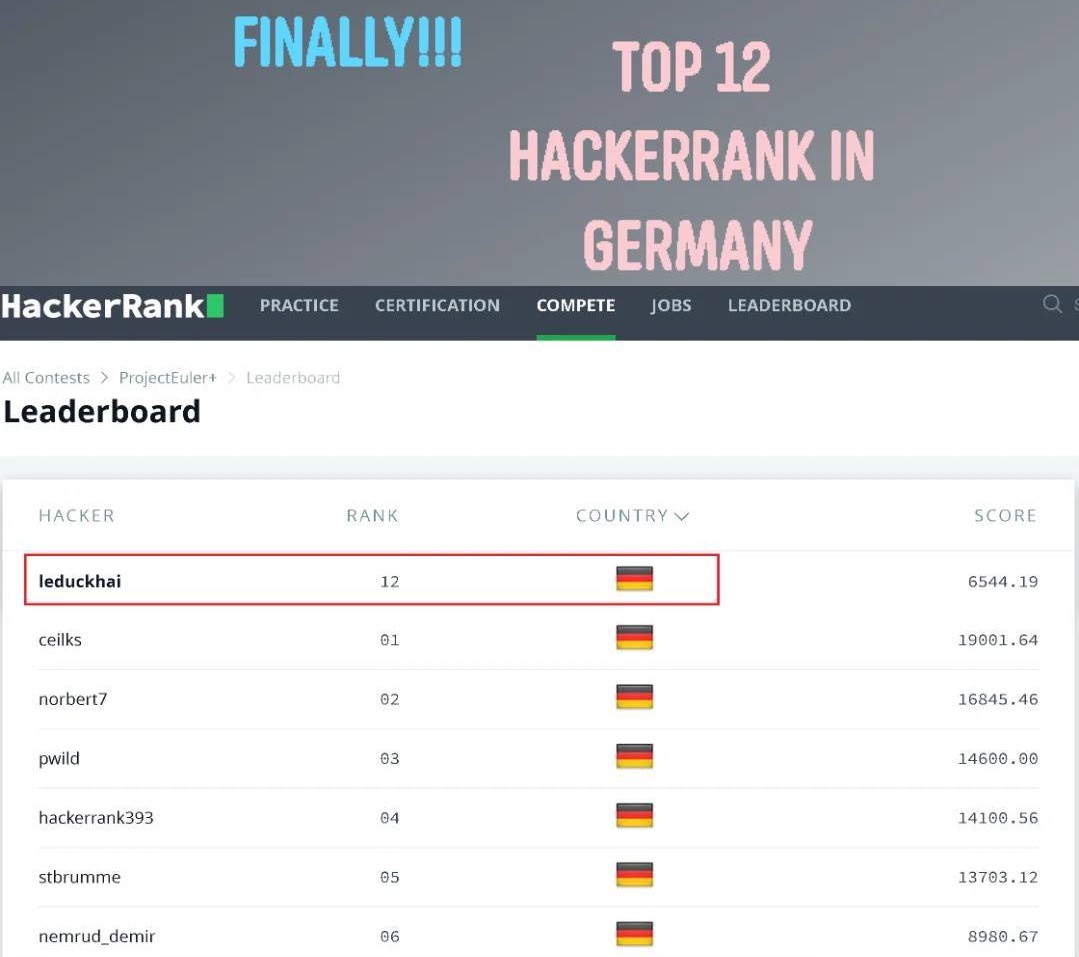 FINALLY!!!
TOP 12
HACKERRANK IN
GERMANY
HackerRank PRACTICE CERTIFICATION COMPETE JOBS LEADERBOARD
All Contests > ProjectEuler+ > Leaderboard
Leaderboard
HACKER RANK COUNTRY SCORE
leduckhai 12 6544.19
ceilks 01 19001.64
norbert7 02 16845.46
pwild 03 14600.00
hackerrank393 04 14100.56
stbrumme 05 13703.12
nemrud_demir 06 8980.67